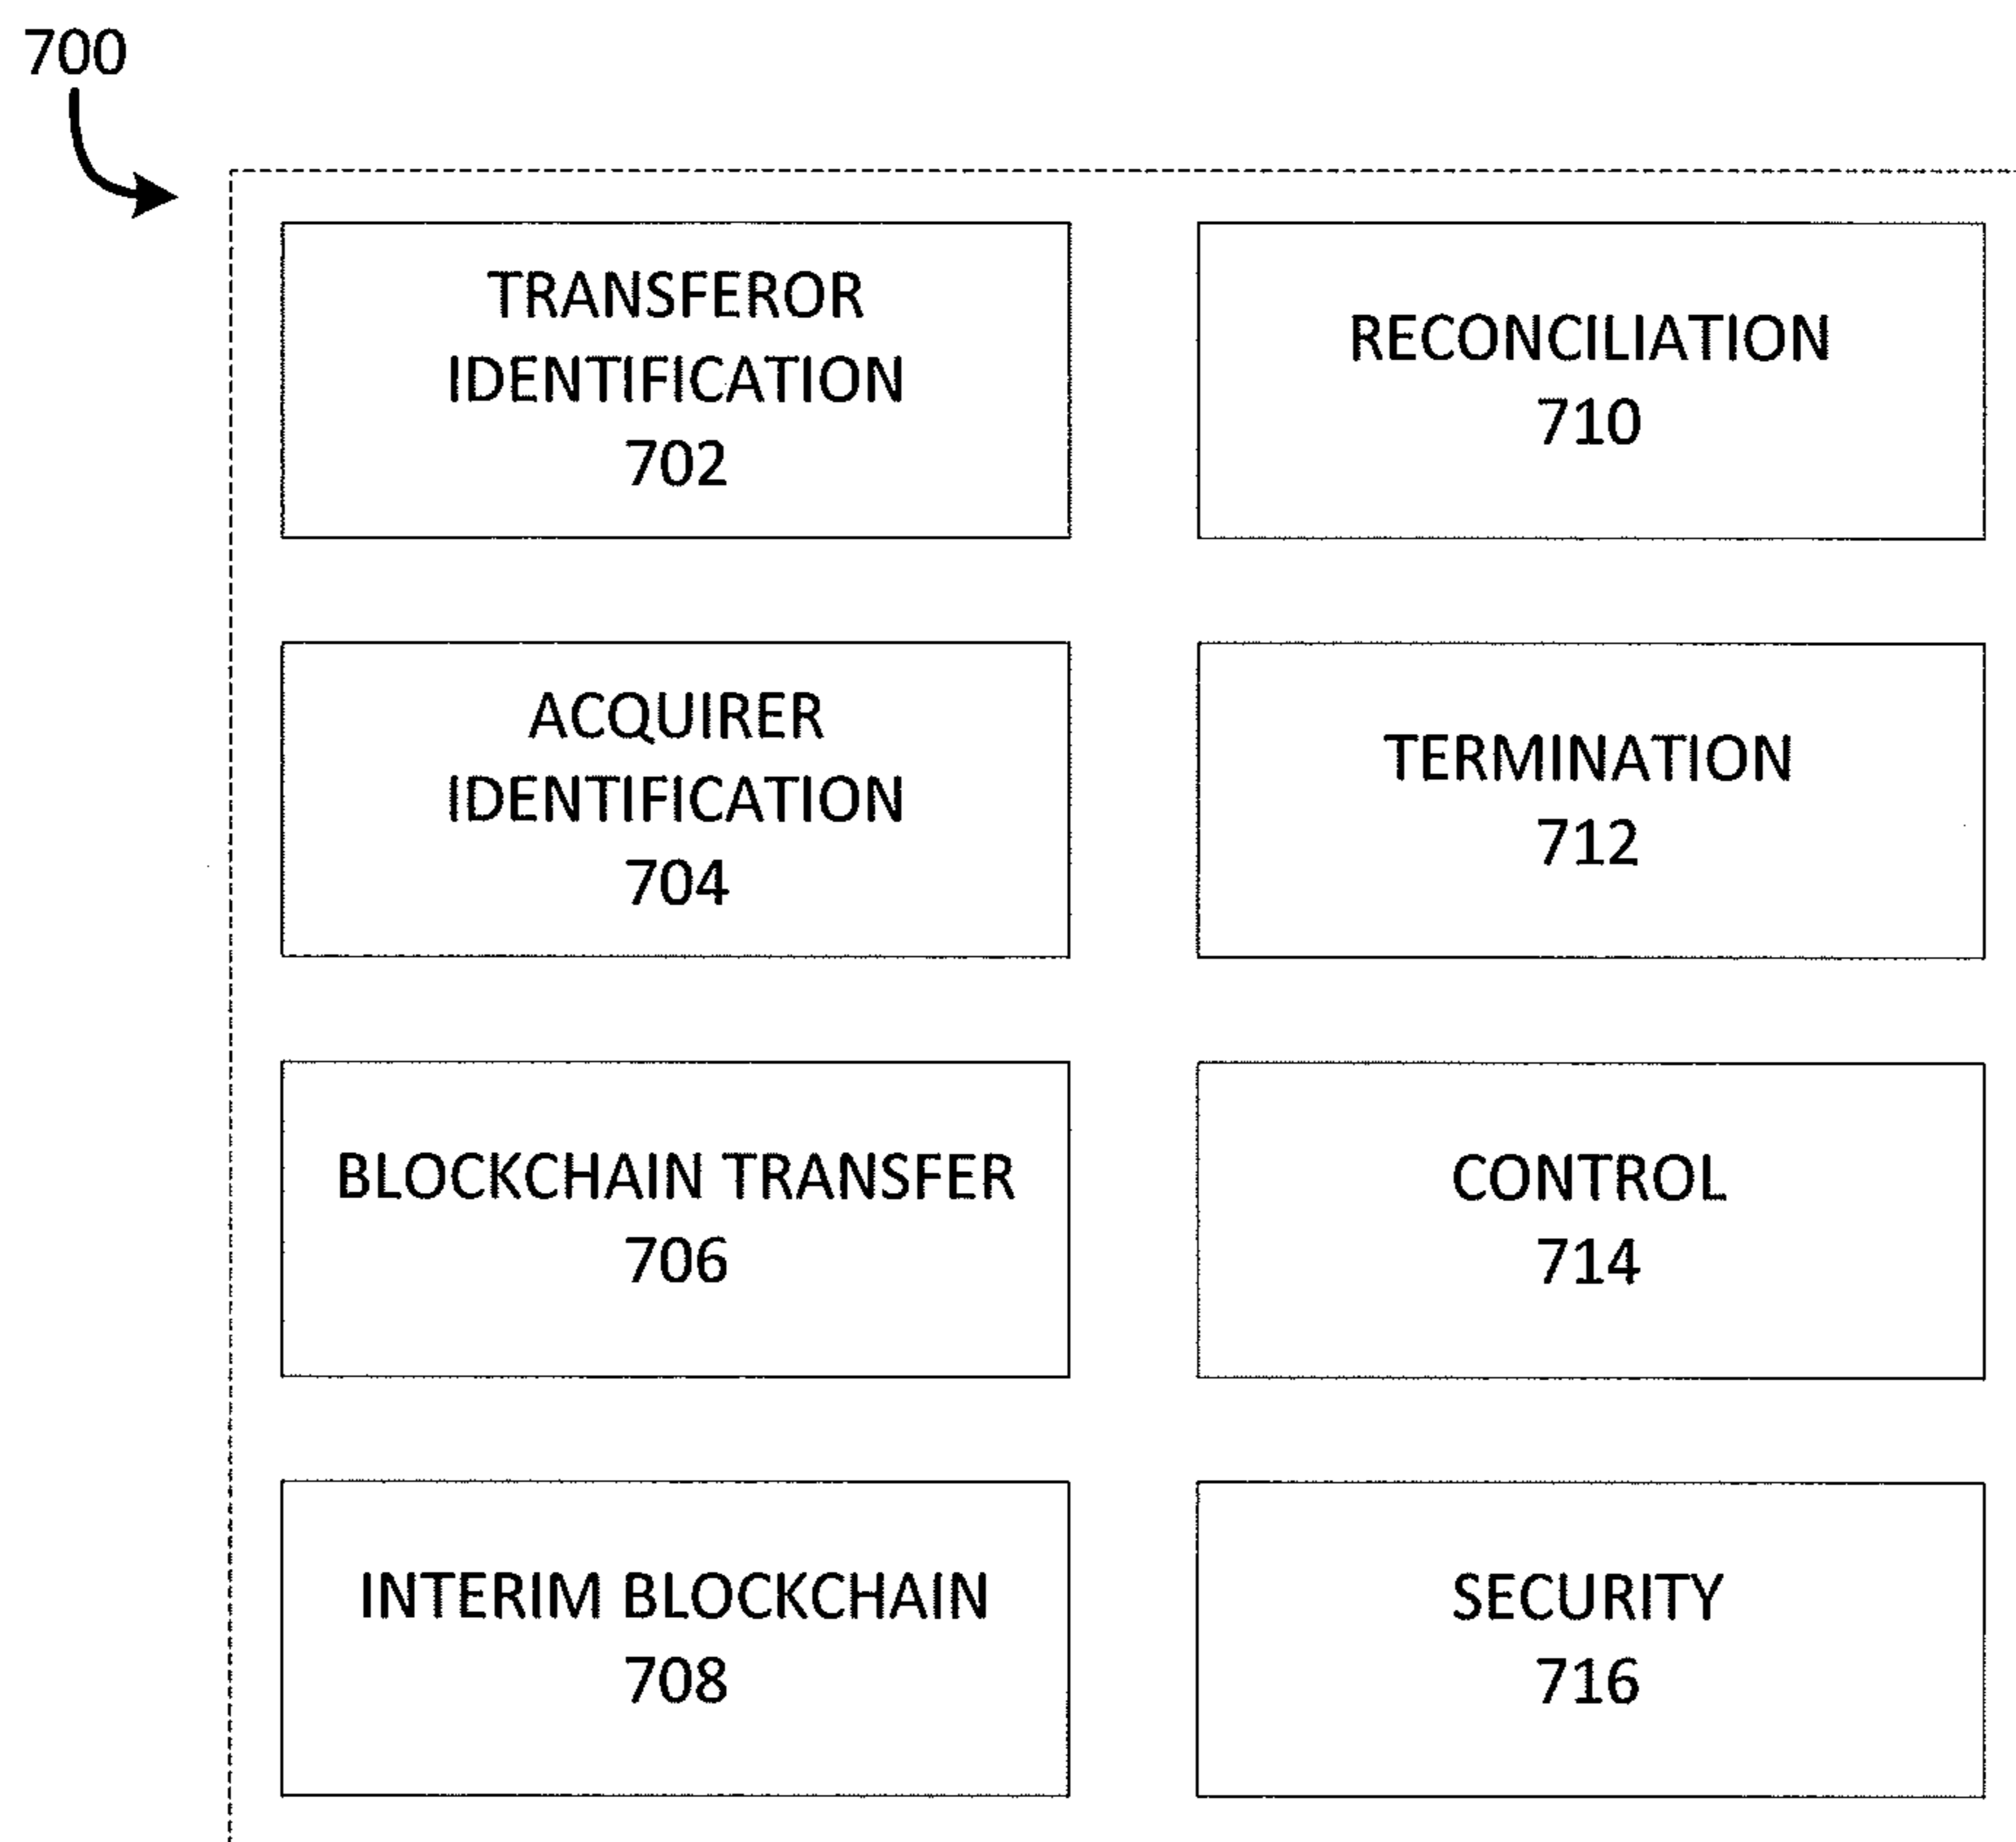 700
TRANSFEROR
IDENTIFICATION
702
RECONCILIATION
710
ACQUIRER
IDENTIFICATION
704
TERMINATION
712
BLOCKCHAIN TRANSFER
706
CONTROL
714
INTERIM BLOCKCHAIN
708
SECURITY
716